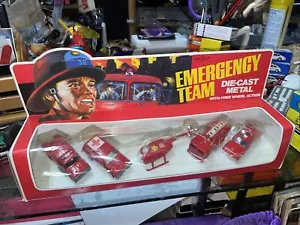 EMERGENCY
TEAM
DIE-CAST
METAL
WITH FREE WHEEL ACTION